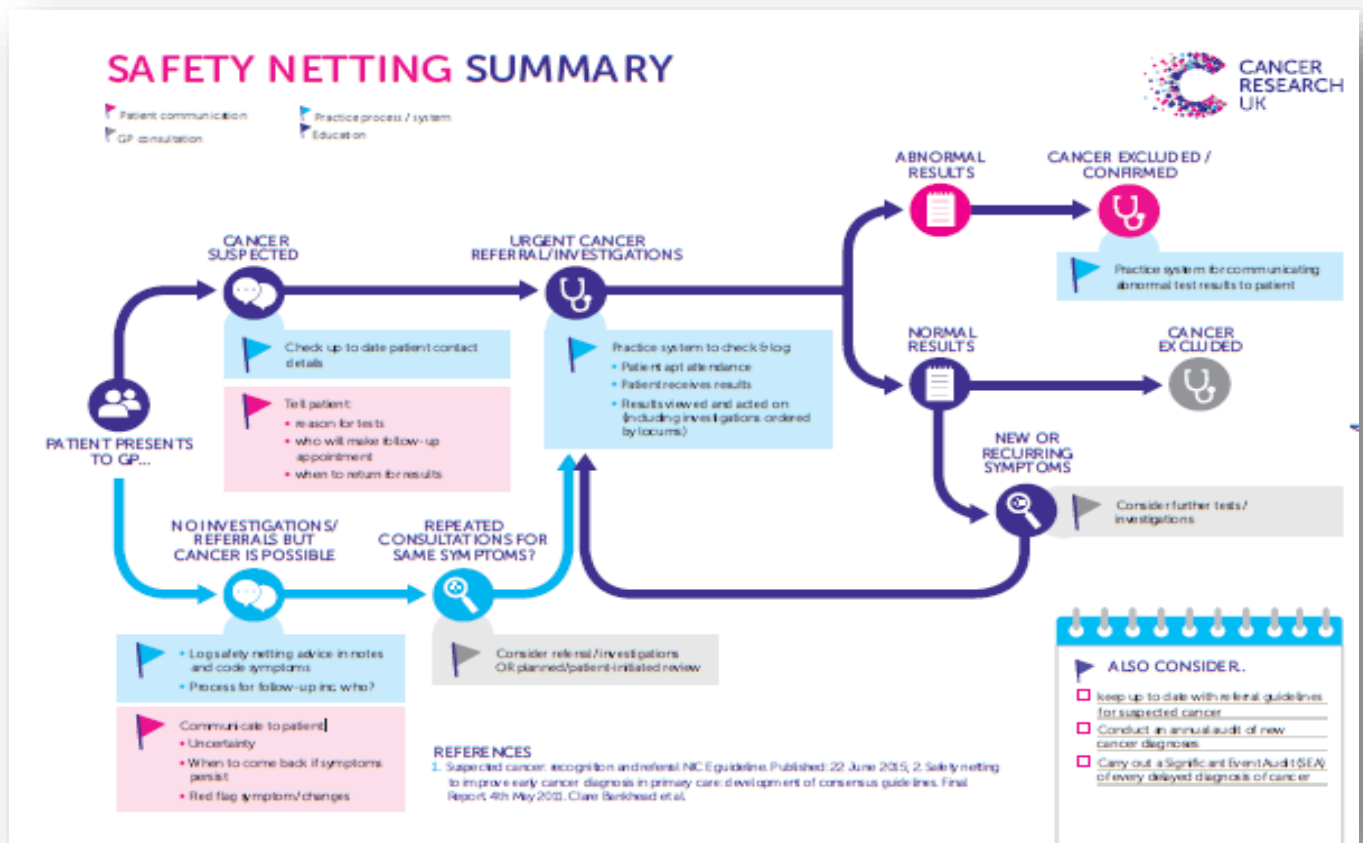 SAFETY NETTING SUMMARY
CANCER
RESEARCH
UK
Patient communication
Practice process / system
GP consultation
Education
ABNORMAL
RESULTS
CANCER EXCLUDED /
CONFIRMED
Practice system for communicating
abnormal test results to patient
CANCER
SUSPECTED
URGENT CANCER
REFERRAL/INVESTIGATIONS
Check up to date patient contact
details
Tell patient:
• reason for tests
• who will make follow-up
appointment
• when to return for results
Practice system to check & log
• Patient apt attendance
• Patient receives results
• Results viewed and acted on
(including investigations ordered
by locums)
NORMAL
RESULTS
CANCER
EXCLUDED
PATIENT PRESENTS
TO GP...
NEW OR
RECURRING
SYMPTOMS
Consider further tests/
investigations
NO INVESTIGATIONS/
REFERRALS BUT
CANCER IS POSSIBLE
REPEATED
CONSULTATIONS FOR
SAME SYMPTOMS?
• Log safety netting advice in notes
and code symptoms
• Process for follow-up inc who?
Consider referral/investigations
OR planned/patient-initiated review
Communicate to patient
• Uncertainty
• When to come back if symptoms
persist
• Red flag symptom/changes
ALSO CONSIDER..
keep up to date with referral guidelines
for suspected cancer
Conduct an annual audit of new
cancer diagnoses
Carry out a Significant Event Audit (SEA)
of every delayed diagnosis of cancer
REFERENCES
1. Suspected cancer: recognition and referral. NICE guideline. Published: 22 June 2015, 2. Safety netting
to improve early cancer diagnosis in primary care: development of consensus guidelines. Final
Report. 4th May 2011. Clare Bankhead et al.